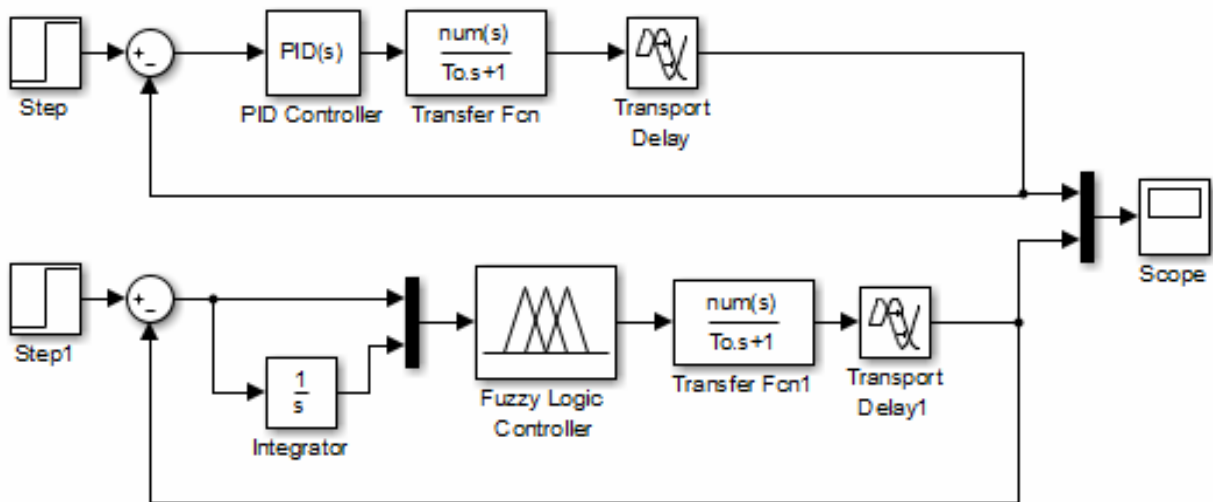 Step
+
−
PID(s)
PID Controller
num(s)
To.s+1
Transfer Fcn
Transport
Delay
Scope
Step1
+
−
1
s
Integrator
Fuzzy Logic
Controller
num(s)
To.s+1
Transfer Fcn1
Transport
Delay1